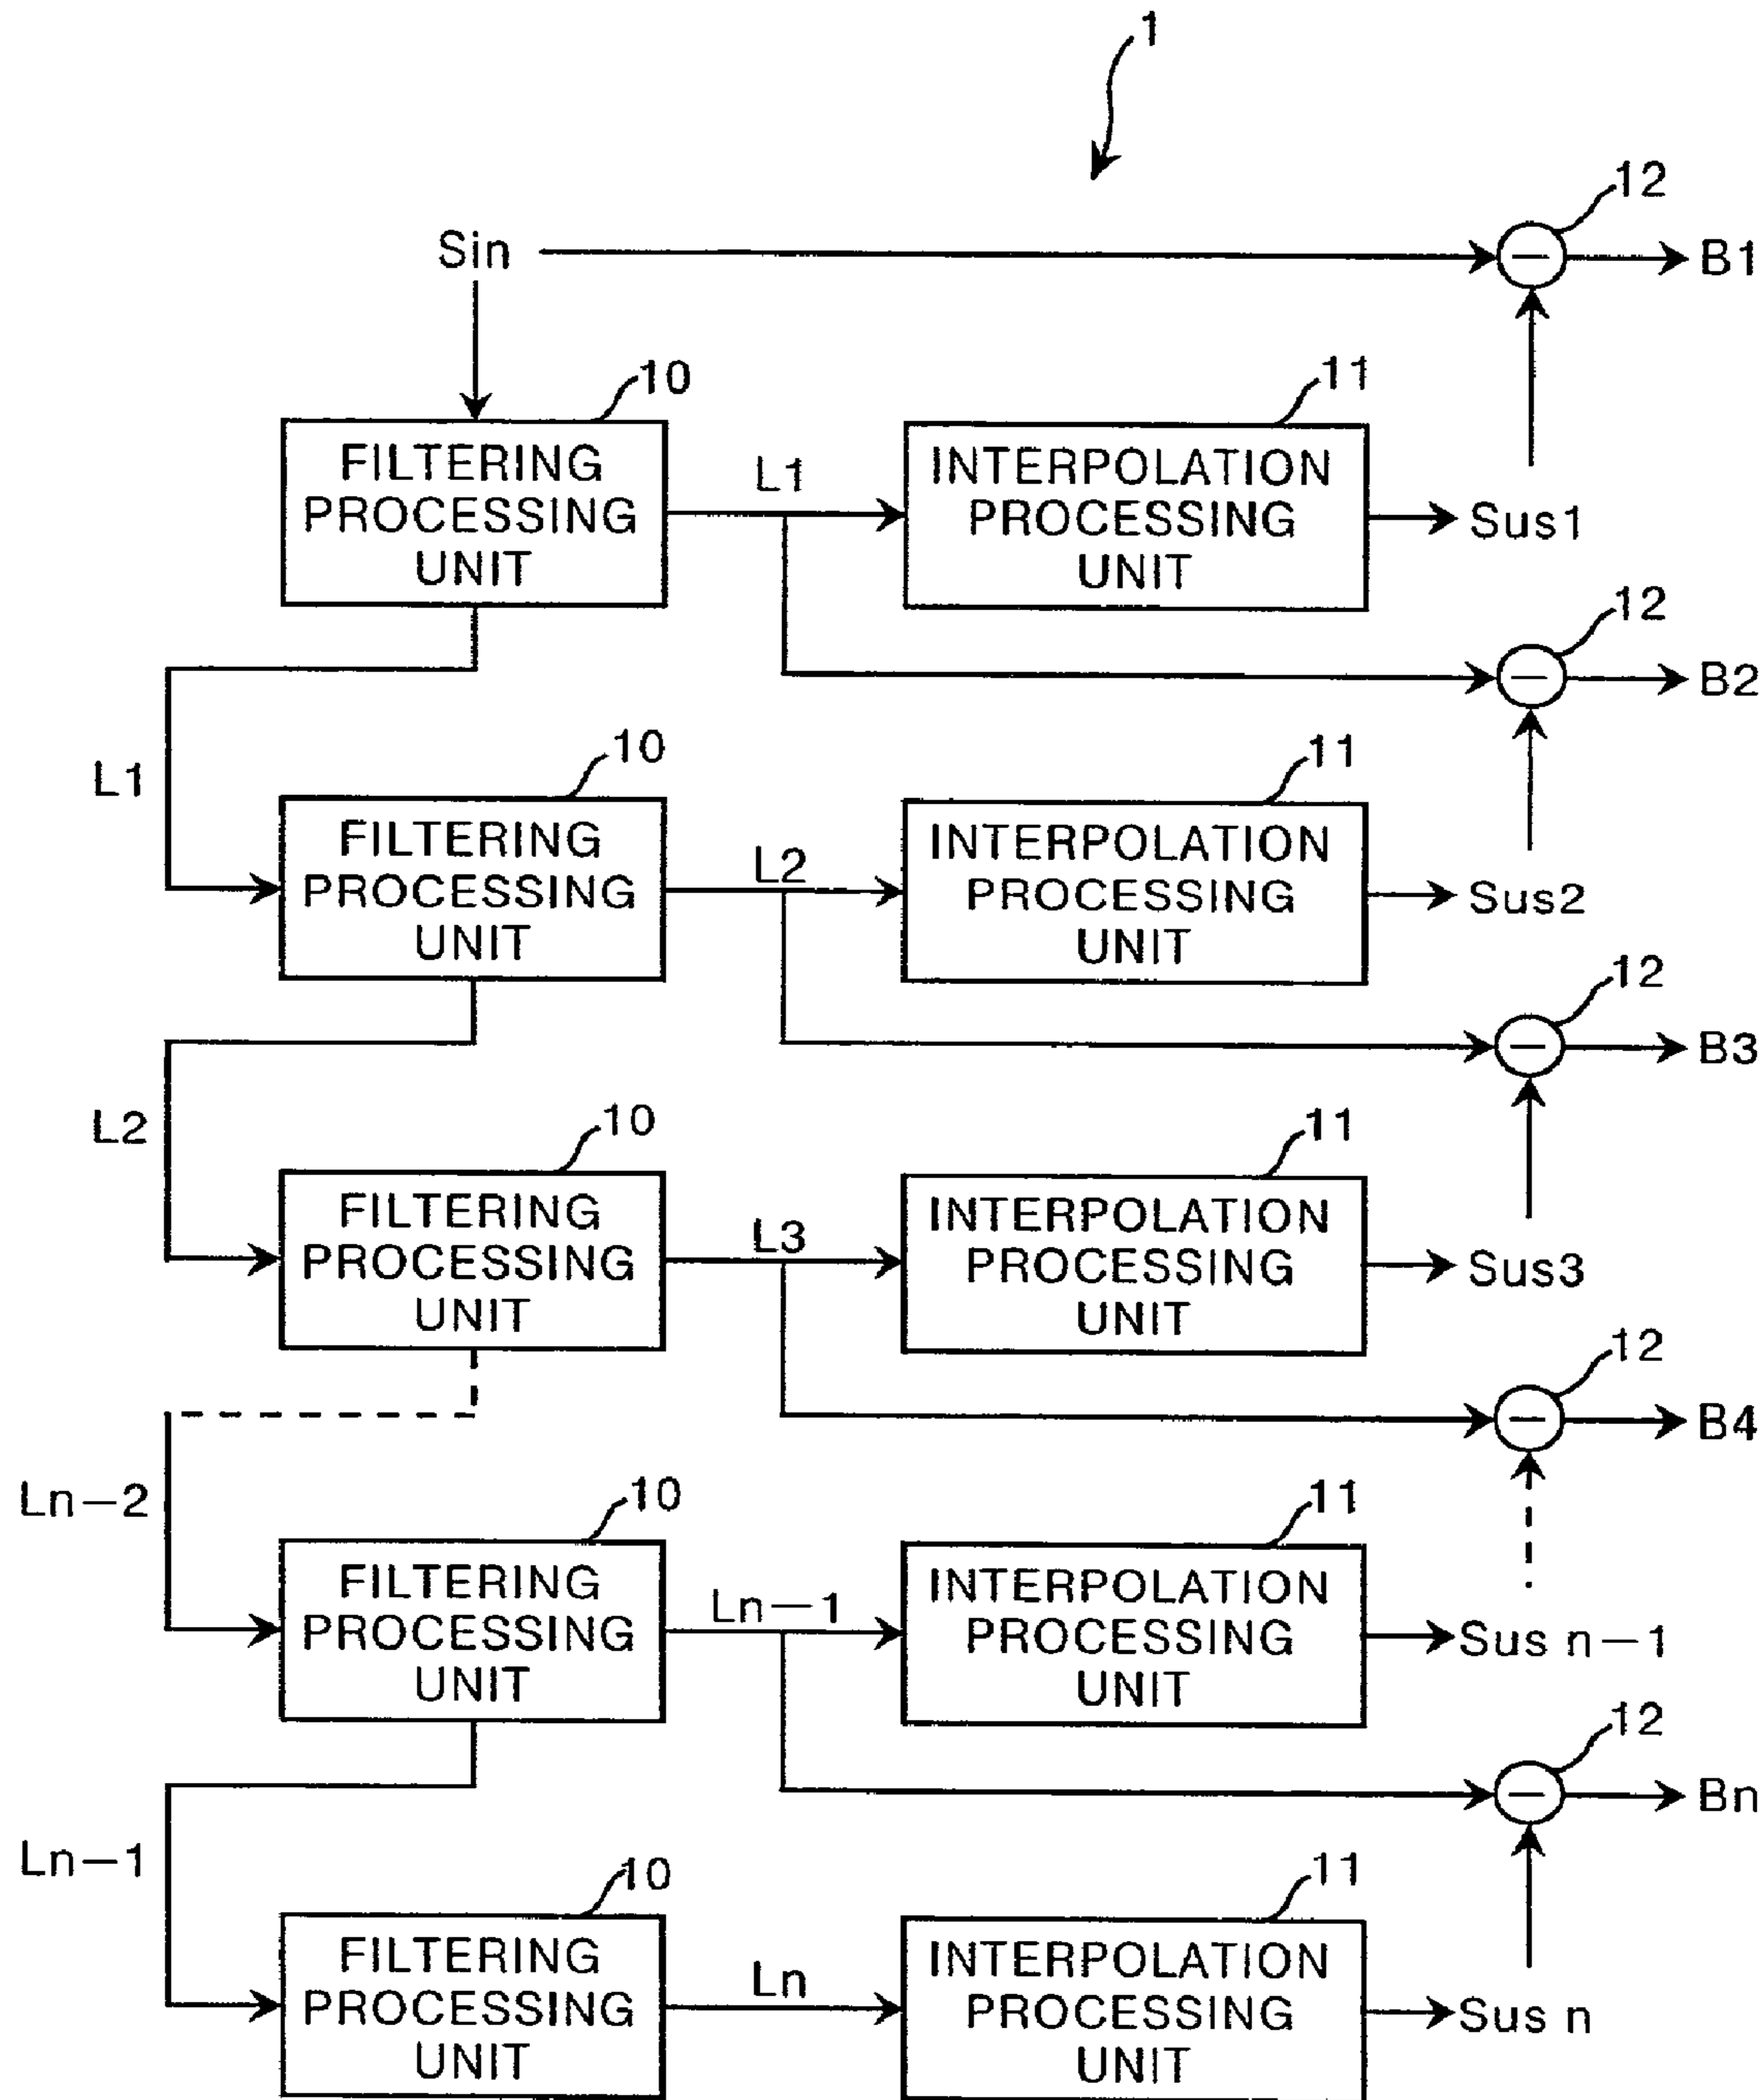 1
12
Sin
B1
10
11
FILTERING
PROCESSING
UNIT
L1
INTERPOLATION
PROCESSING
UNIT
Sus1
12
B2
L1
10
11
FILTERING
PROCESSING
UNIT
L2
INTERPOLATION
PROCESSING
UNIT
Sus2
12
B3
L2
10
11
FILTERING
PROCESSING
UNIT
L3
INTERPOLATION
PROCESSING
UNIT
Sus3
12
B4
Ln-2
10
11
FILTERING
PROCESSING
UNIT
Ln-1
INTERPOLATION
PROCESSING
UNIT
Sus n-1
12
Bn
Ln-1
10
11
FILTERING
PROCESSING
UNIT
Ln
INTERPOLATION
PROCESSING
UNIT
Sus n